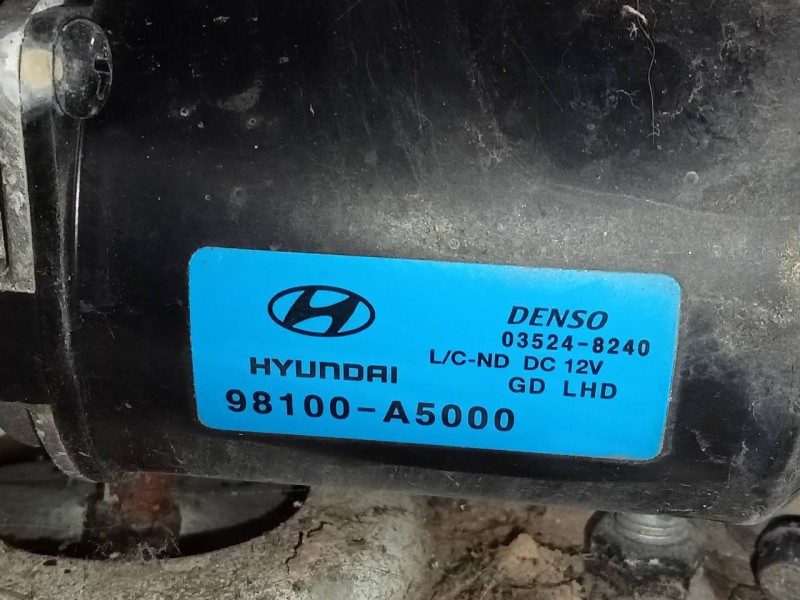 HYUNDAI
98100-A5000
DENSO
03524-8240
L/C-ND DC 12V
GD LHD